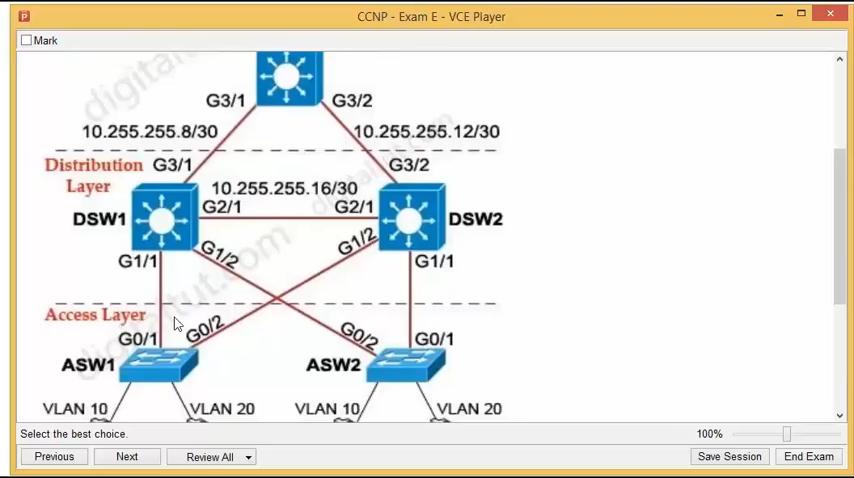 CCNP - Exam E - VCE Player
Mark
G3/1
G3/2
10.255.255.8/30
10.255.255.12/30
Distribution
Layer
G3/1
G3/2
10.255.255.16/30
DSW1
G2/1
G2/1
DSW2
G1/1
G1/2
G1/2
G1/1
Access Layer
G0/1
G0/2
G0/2
G0/1
ASW1
ASW2
VLAN 10
VLAN 20
VLAN 10
VLAN 20
digitaltut.com
Select the best choice.
100%
Previous
Next
Review All
Save Session
End Exam